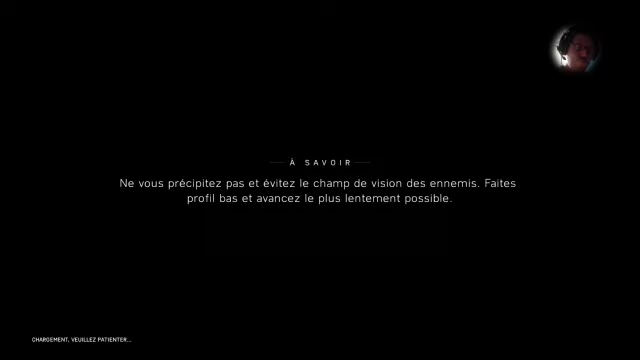 À SAVOIR
Ne vous précipitez pas et évitez le champ de vision des ennemis. Faites
profil bas et avancez le plus lentement possible.
CHARGEMENT, VEUILLEZ PATIENTER...